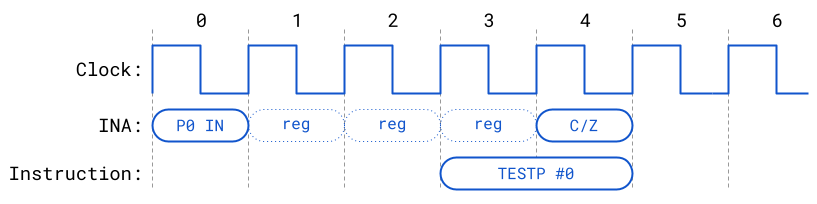 0 1 2 3 4 5 6
Clock:
INA: P0 IN reg reg reg C/Z
Instruction: TESTP #0